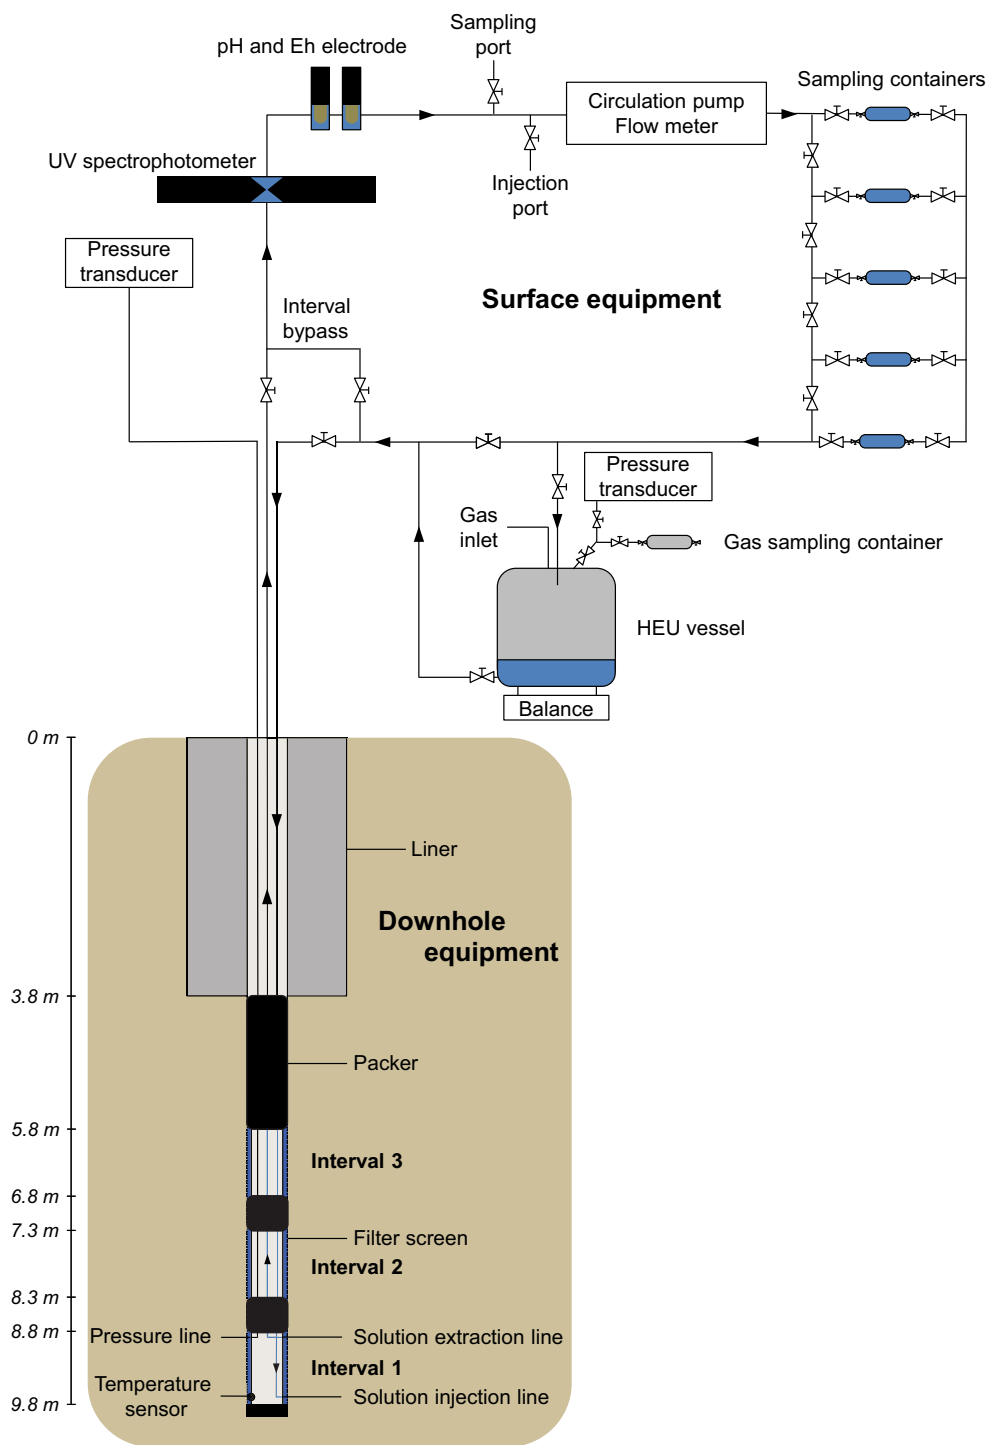 Sampling
port
pH and Eh electrode
Sampling containers
Circulation pump
Flow meter
UV spectrophotometer
Injection
port
Pressure
transducer
Surface equipment
Interval
bypass
Pressure
transducer
Gas
inlet
Gas sampling container
HEU vessel
Balance
0 m
Liner
Downhole
equipment
3.8 m
Packer
5.8 m
Interval 3
6.8 m
7.3 m
Filter screen
Interval 2
8.3 m
8.8 m
Pressure line
Solution extraction line
Interval 1
Temperature
sensor
Solution injection line
9.8 m